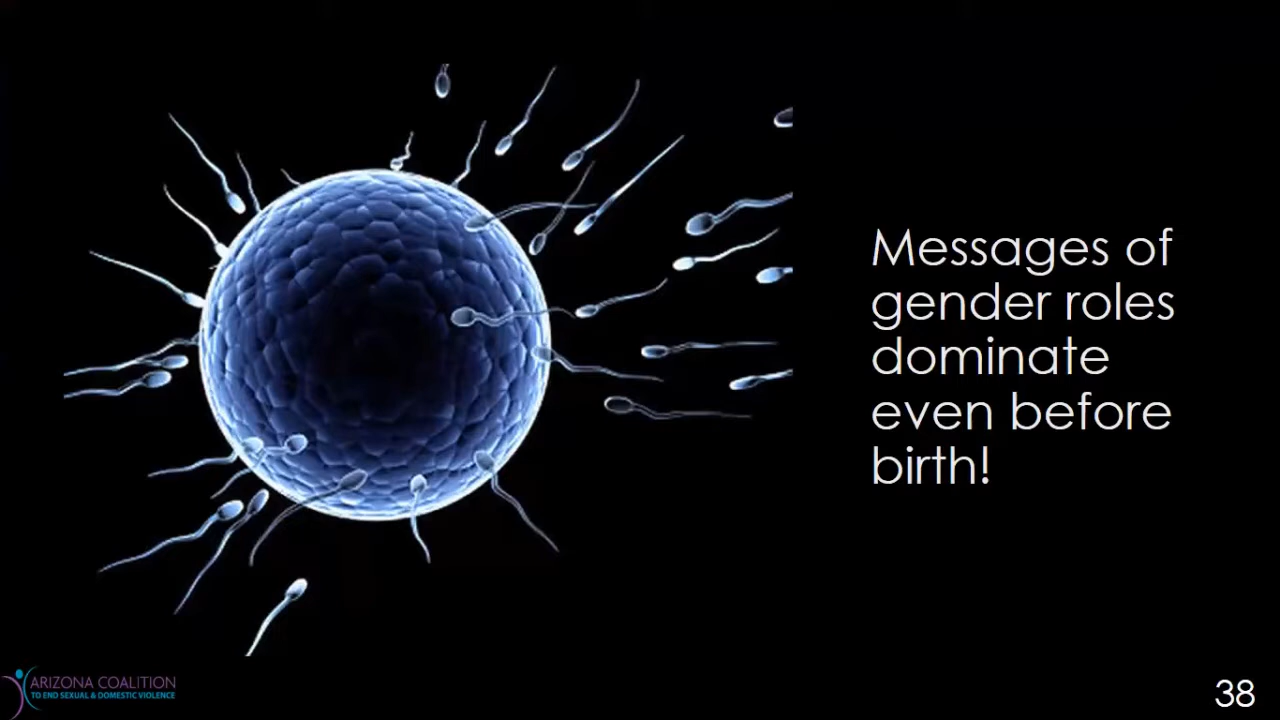 Messages of
gender roles
dominate
even before
birth!
ARIZONA COALITION
TO END SEXUAL & DOMESTIC VIOLENCE
38